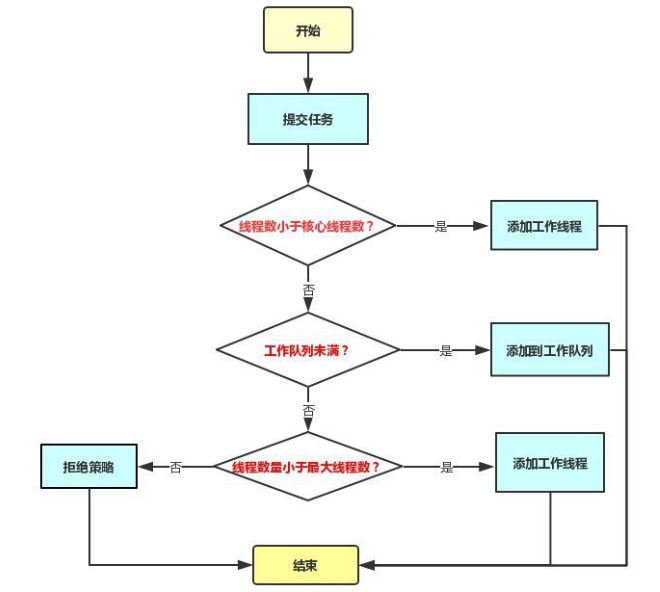 开始
提交任务
线程数小于核心线程数？
是
添加工作线程
否
工作队列未满？
是
添加到工作队列
否
拒绝策略
否
线程数量小于最大线程数？
是
添加工作线程
结束